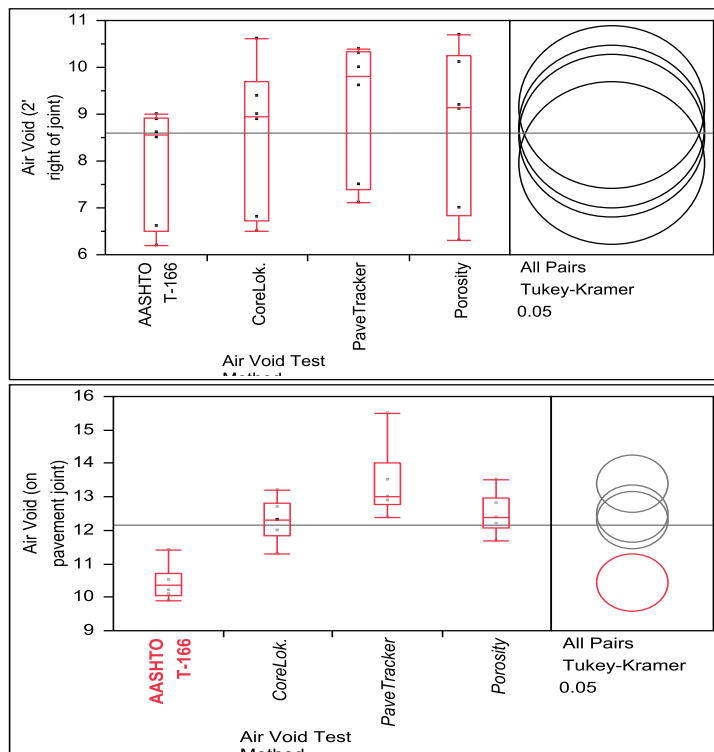 11
10
9
8
7
6
Air Void (2'
right of joint)
AASHTO
T-166
CoreLok.
PaveTracker
Porosity
Air Void Test
Method
All Pairs
Tukey-Kramer
0.05
16
15
14
13
12
11
10
9
Air Void (on
pavement joint)
AASHTO
T-166
CoreLok.
PaveTracker
Porosity
Air Void Test
Method
All Pairs
Tukey-Kramer
0.05